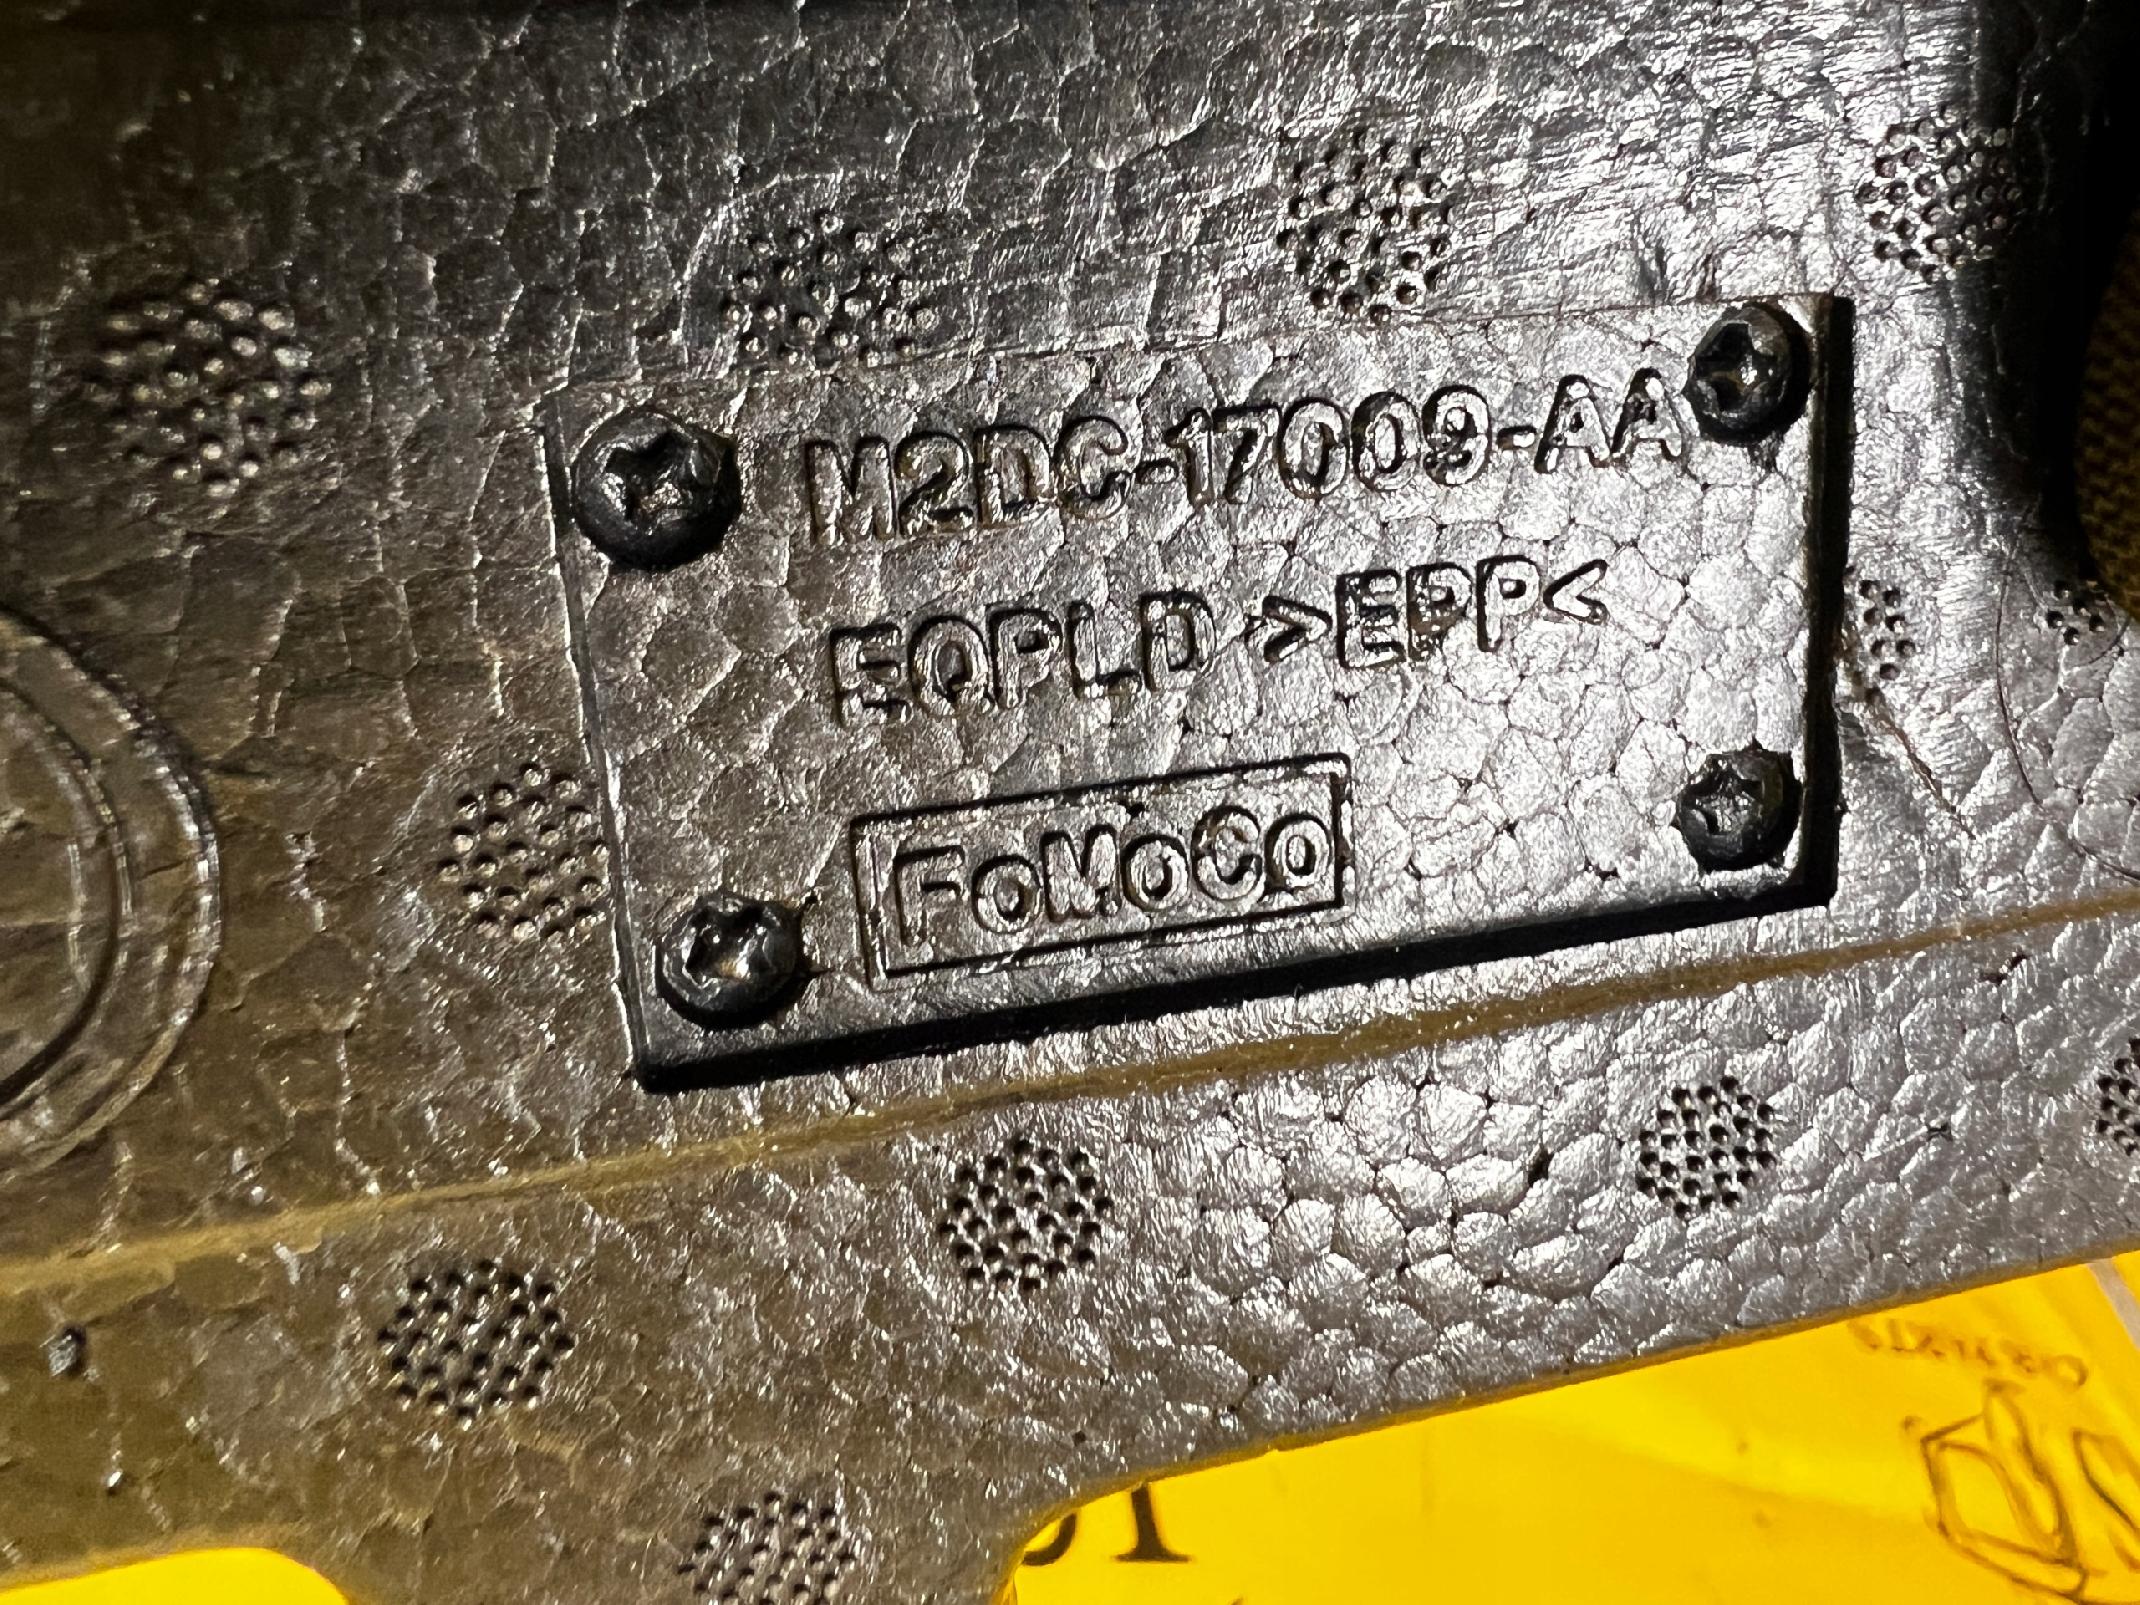 M2DC-17009-AA
EQPLD >EPP<
FoMoCo